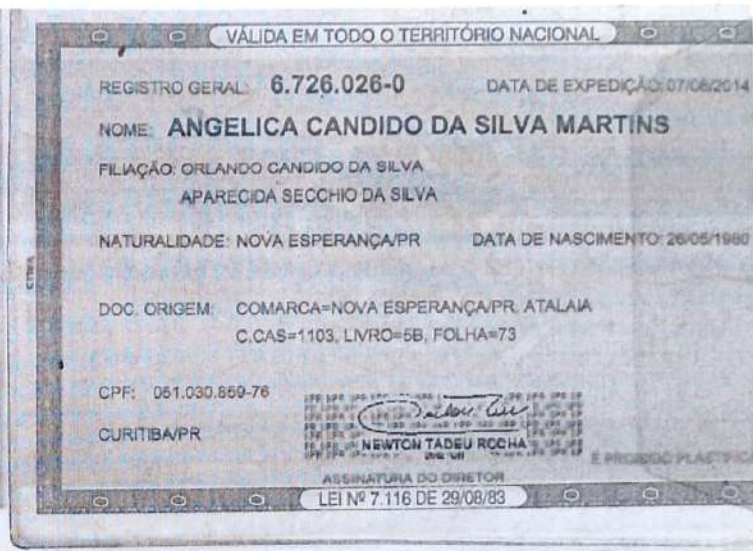 VÁLIDA EM TODO O TERRITÓRIO NACIONAL
REGISTRO GERAL: 6.726.026-0 DATA DE EXPEDIÇÃO: 07/08/2014
NOME: ANGELICA CANDIDO DA SILVA MARTINS
FILIAÇÃO: ORLANDO CANDIDO DA SILVA
APARECIDA SECCHIO DA SILVA
NATURALIDADE: NOVA ESPERANÇA/PR DATA DE NASCIMENTO: 26/05/1980
DOC. ORIGEM: COMARCA=NOVA ESPERANÇA/PR, ATALAIA
C.CAS=1103, LIVRO=5B, FOLHA=73
CPF: 051.030.859-76
CURITIBA/PR
NEWTON TADEU ROCHA
É PROIBIDO PLASTIFICA
ASSINATURA DO DIRETOR
LEI Nº 7.116 DE 29/08/83